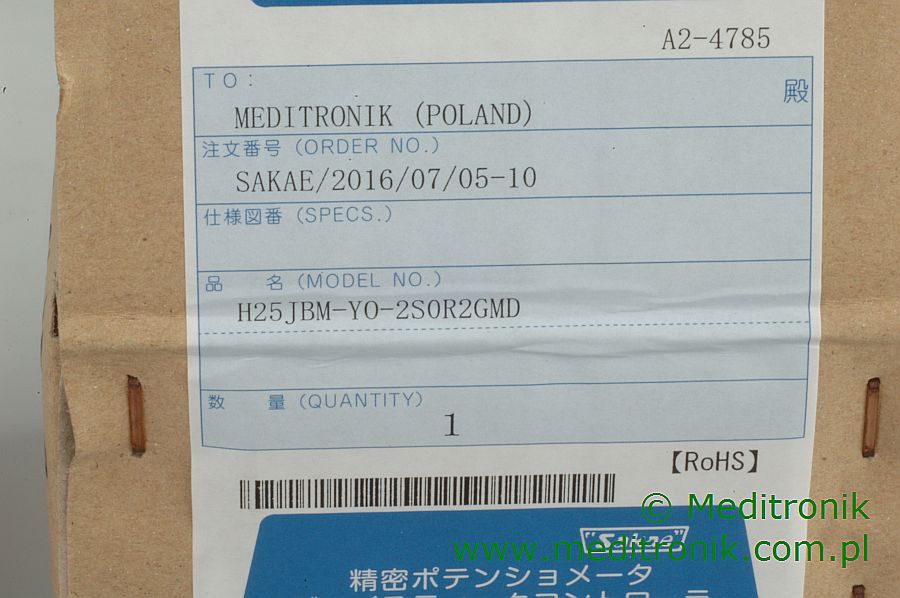 A2-4785
TO:
MEDITRONIK (POLAND)
殿
注文番号 (ORDER NO.)
SAKAE/2016/07/05-10
仕様図番 (SPECS.)
品 名 (MODEL NO.)
H25JBM-YO-2S0R2GMD
数 量 (QUANTITY)
1
【RoHS】
© Meditronik
"Sakae"
www.meditronik.com.pl
精密ポテンショメータ